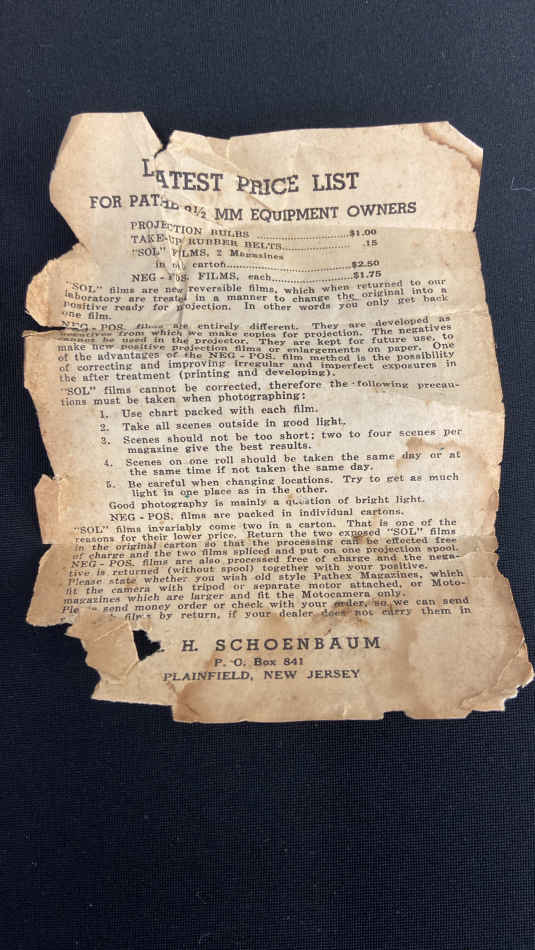 LATEST PRICE LIST
FOR PATHE 9½ MM EQUIPMENT OWNERS
PROJECTION BULBS ..............................$1.00
TAKE-UP RUBBER BELTS...................... .15
"SOL" FILMS, 2 Magazines
in carton........................................$2.50
NEG - POS. FILMS, each............................$1.75
"SOL" films are new reversible films, which when returned to our
laboratory are treated in a manner to change the original into a
positive ready for projection. In other words you only get back
one film.
NEG - POS. films are entirely different. They are developed as
negatives from which we make copies for projection. The negatives
cannot be used in the projector. They are kept for future use, to
make new positive projection films or enlargements on paper. One
of the advantages of the NEG - POS. film method is the possibility
of correcting and improving irregular and imperfect exposures in
the after treatment (printing and developing).
"SOL" films cannot be corrected, therefore the following precau-
tions must be taken when photographing:
1. Use chart packed with each film.
2. Take all scenes outside in good light.
3. Scenes should not be too short; two to four scenes per
magazine give the best results.
4. Scenes on one roll should be taken the same day or at
the same time if not taken the same day.
5. Be careful when changing locations. Try to get as much
light in one place as in the other.
Good photography is mainly a question of bright light.
NEG - POS. films are packed in individual cartons.
"SOL" films invariably come two in a carton. That is one of the
reasons for their lower price. Return the two exposed "SOL" films
in the original carton so that the processing can be effected free
of charge and the two films spliced and put on one projection spool.
NEG - POS. films are also processed free of charge and the nega-
tive is returned (without spool) together with your positive.
Please state whether you wish old style Pathex Magazines, which
fit the camera with tripod or separate motor attached, or Moto-
magazines which are larger and fit the Motocamera only.
Please send money order or check with your order, so we can send
films by return, if your dealer does not carry them in
H. SCHOENBAUM
P. O. Box 841
PLAINFIELD, NEW JERSEY